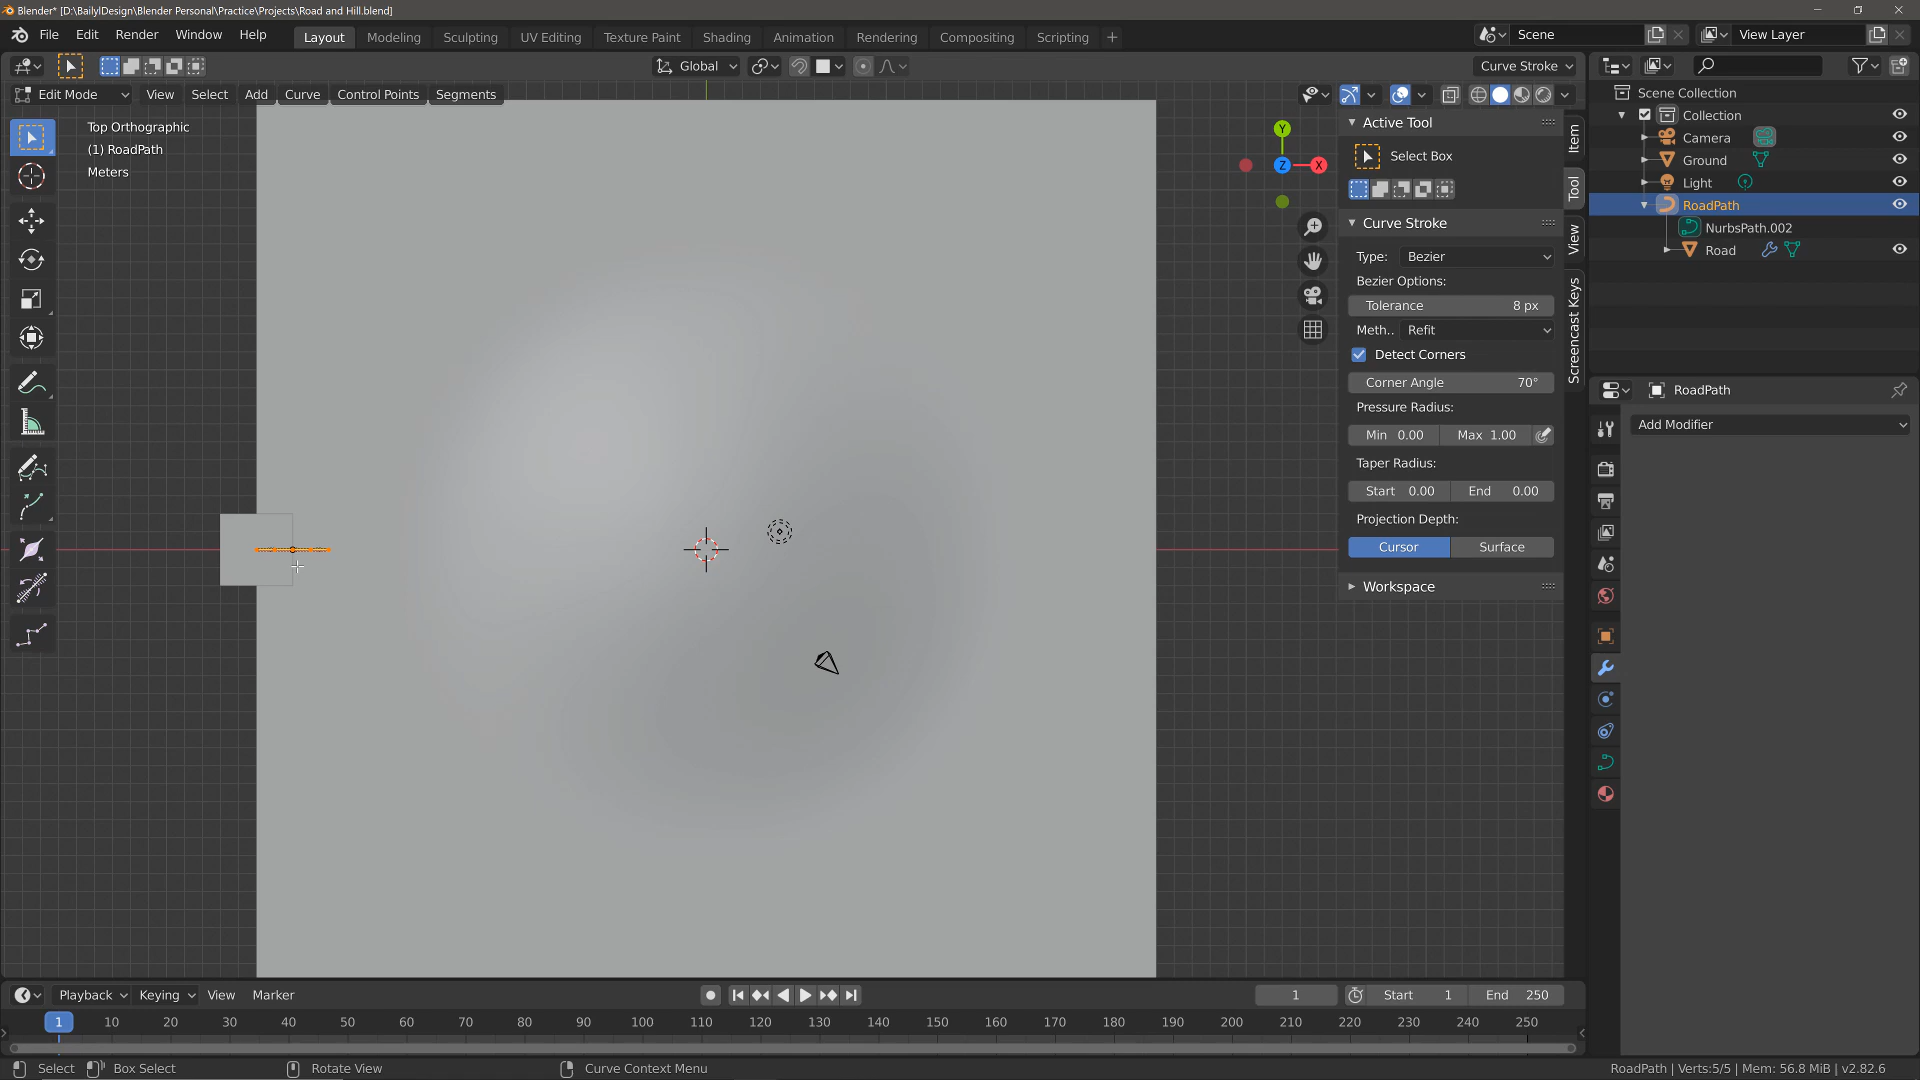 Blender* [D:\BailylDesign\Blender Personal\Practice\Projects\Road and Hill.blend]
File Edit Render Window Help Layout Modeling Sculpting UV Editing Texture Paint Shading Animation Rendering Compositing Scripting + Scene View Layer
Global Curve Stroke
Edit Mode View Select Add Curve Control Points Segments
Top Orthographic
(1) RoadPath
Meters
Y
Z X
Active Tool
Select Box
Curve Stroke
Type: Bezier
Bezier Options:
Tolerance 8 px
Meth.. Refit
Detect Corners
Corner Angle 70°
Pressure Radius:
Min 0.00 Max 1.00
Taper Radius:
Start 0.00 End 0.00
Projection Depth:
Cursor Surface
Workspace
Item
Tool
View
Screencast Keys
Scene Collection
Collection
Camera
Ground
Light
RoadPath
NurbsPath.002
Road
RoadPath
Add Modifier
Playback Keying View Marker 1 Start 1 End 250
1 10 20 30 40 50 60 70 80 90 100 110 120 130 140 150 160 170 180 190 200 210 220 230 240 250
Select Box Select Rotate View Curve Context Menu RoadPath | Verts:5/5 | Mem: 56.8 MiB | v2.82.6